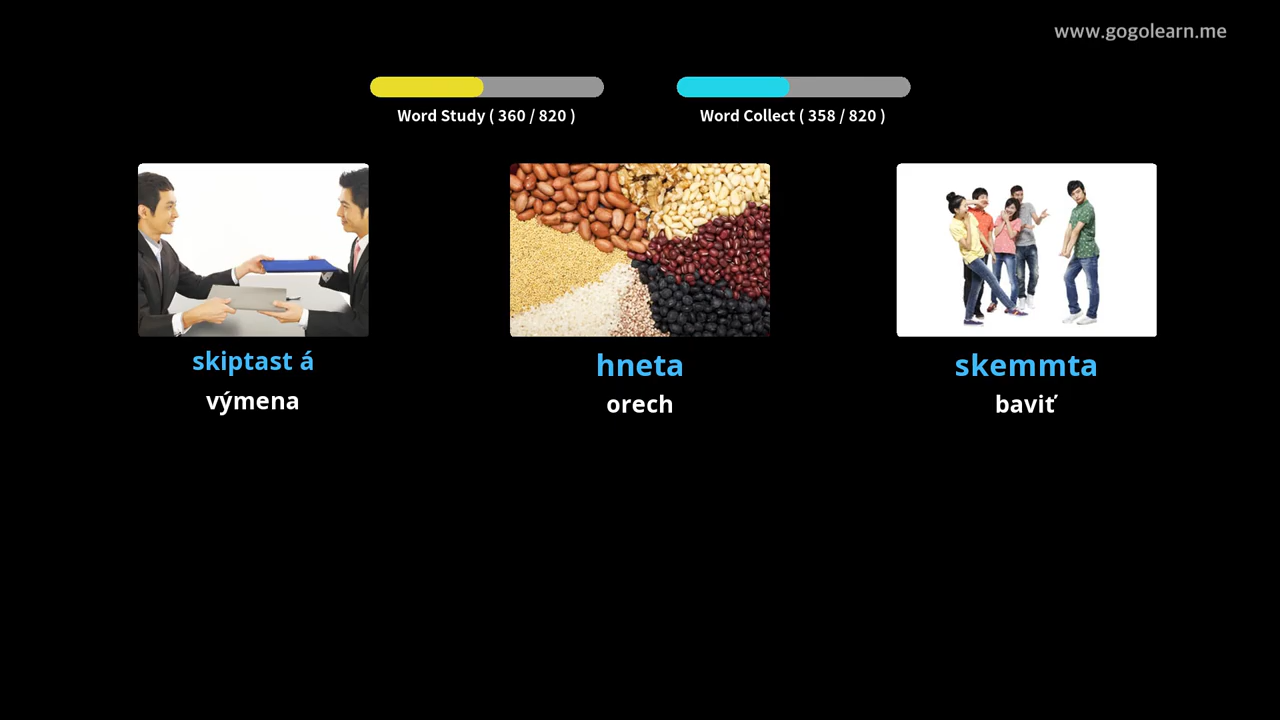 www.gogolearn.me
Word Study ( 360 / 820 )
Word Collect ( 358 / 820 )
skiptast á
výmena
hneta
orech
skemmta
baviť